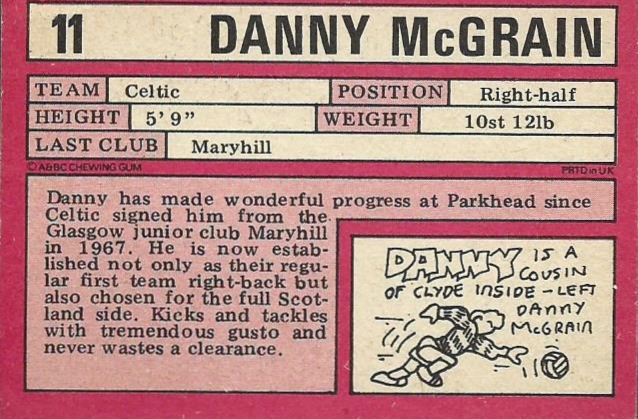 11 DANNY McGRAIN
TEAM Celtic POSITION Right-half
HEIGHT 5' 9" WEIGHT 10st 12lb
LAST CLUB Maryhill
© A&BC CHEWING GUM PRTD in U K
Danny has made wonderful progress at Parkhead since
Celtic signed him from the
Glasgow junior club Maryhill
in 1967. He is now estab-
lished not only as their regu-
lar first team right-back but
also chosen for the full Scot-
land side. Kicks and tackles
with tremendous gusto and
never wastes a clearance.
DANNY IS A
COUSIN
OF CLYDE INSIDE-LEFT
DANNY
McGRAIN